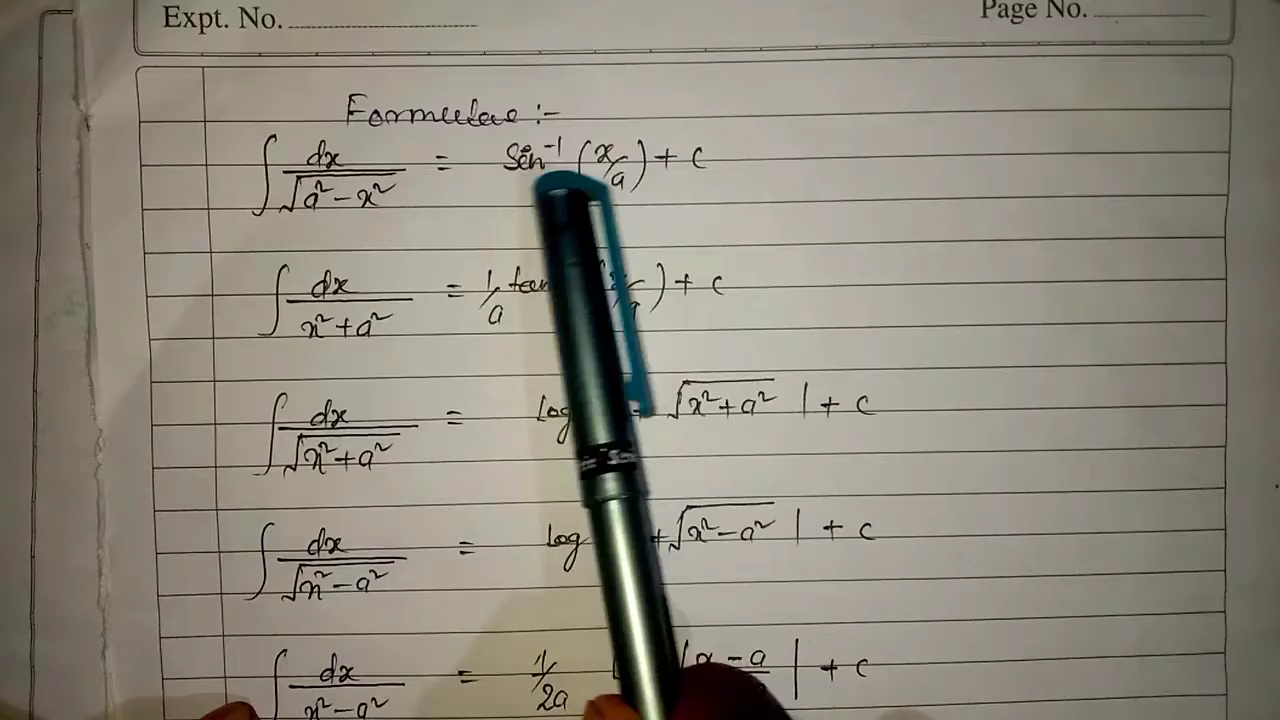 Expt. No.
Page No.
Formulae :-
∫ dx / √(a² − x²) = Sin⁻¹ (x/a) + c
∫ dx / (x² + a²) = 1/a tan ) + c
∫ dx / √(x² + a²) = log √(x² + a²) | + c
∫ dx / √(x² − a²) = log + √(x² − a²) | + c
∫ dx / (x² − a²) = 1/2a | x − a | + c